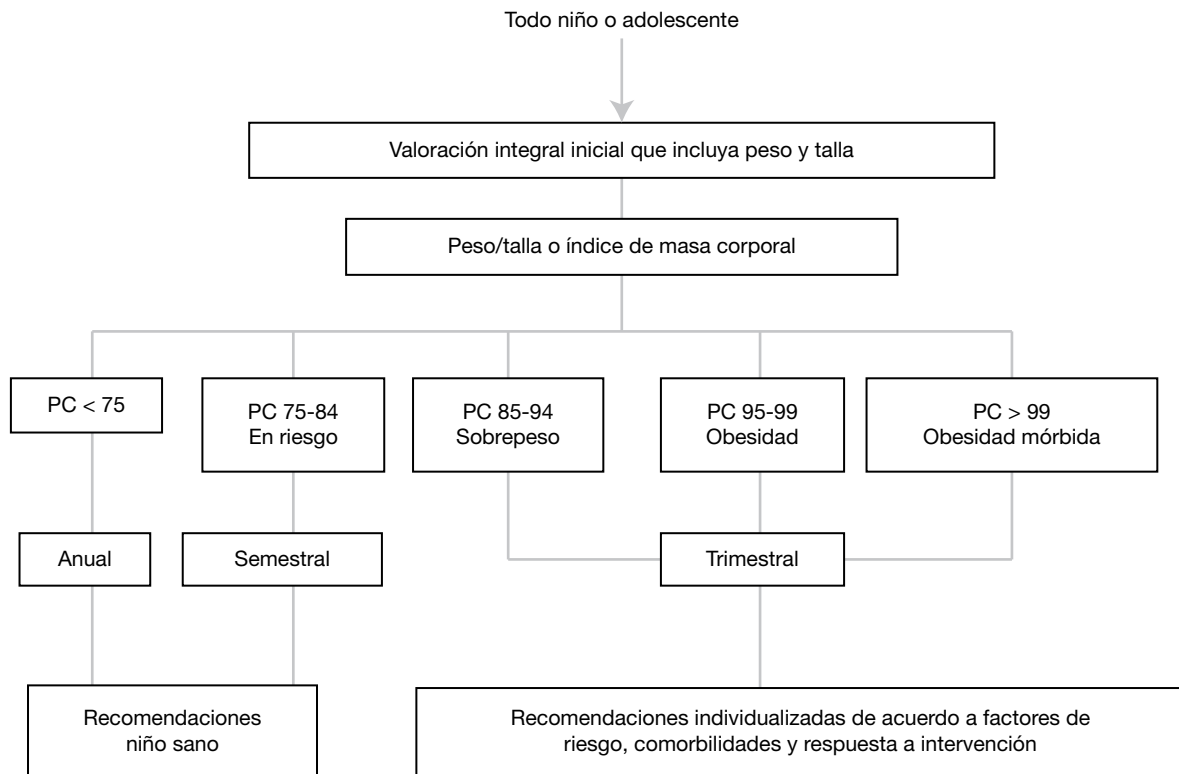 Todo niño o adolescente
Valoración integral inicial que incluya peso y talla
Peso/talla o índice de masa corporal
PC < 75
PC 75-84
En riesgo
PC 85-94
Sobrepeso
PC 95-99
Obesidad
PC > 99
Obesidad mórbida
Anual
Semestral
Trimestral
Recomendaciones
niño sano
Recomendaciones individualizadas de acuerdo a factores de
riesgo, comorbilidades y respuesta a intervención